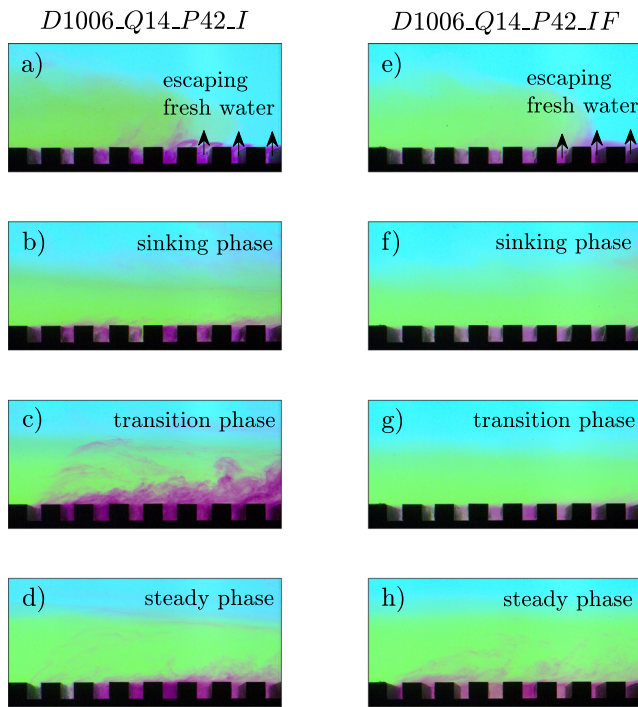 D1006_Q14_P42_I
a)
escaping
fresh water
b)
sinking phase
c)
transition phase
d)
steady phase
D1006_Q14_P42_IF
e)
escaping
fresh water
f)
sinking phase
g)
transition phase
h)
steady phase